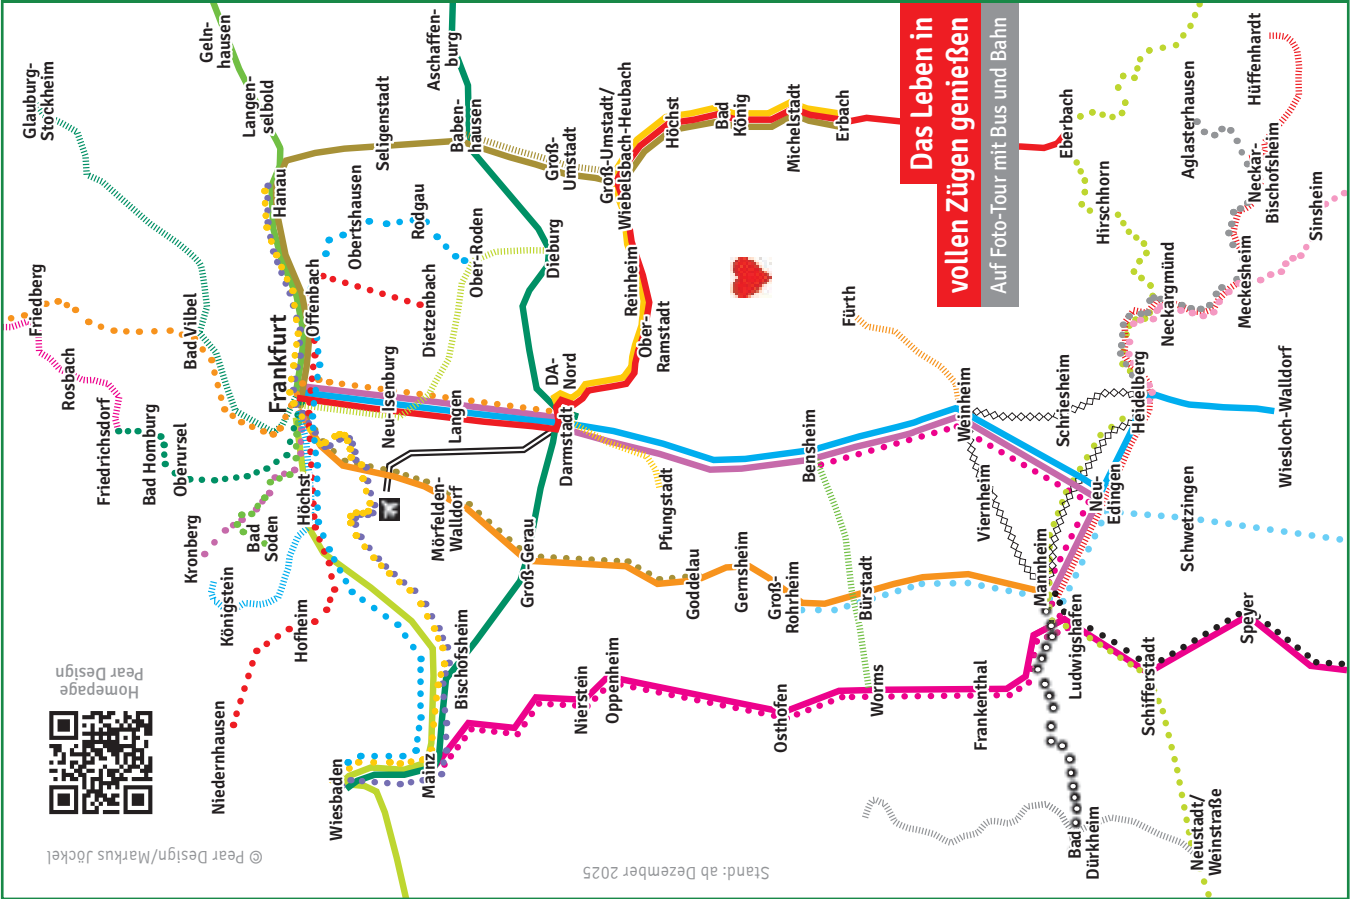 Das Leben in
vollen Zügen genießen
Auf Foto-Tour mit Bus und Bahn
Glauburg-
Stockheim
Geln-
hausen
Langen-
selbold
Aschaffen-
burg
Seligenstadt
Baben-
hausen
Groß-
Umstadt
Groß-Umstadt/
Wiebelsbach-Heubach
Höchst
Bad
König
Michelstadt
Erbach
Eberbach
Hirschhorn
Aglasterhausen
Hüffenhardt
Neckar-
Bischofsheim
Sinsheim
Meckesheim
Neckargmünd
Hanau
Obertshausen
Rodgau
Ober-Roden
Dieburg
Reinheim
Ober-
Ramstadt
Offenbach
Dietzenbach
Friedberg
Rosbach
Bad Vilbel
Frankfurt
Neu-Isenburg
Langen
DA-
Nord
Darmstadt
Fürth
Weinheim
Schriesheim
Heidelberg
Wiesloch-Walldorf
Friedrichsdorf
Bad Homburg
Oberursel
Kronberg
Bad
Soden
Höchst
Königstein
Hofheim
Niedernhausen
Mörfelden-
Walldorf
Groß-Gerau
Pfungstadt
Bensheim
Viernheim
Neu-
Edingen
Schwetzingen
Goddelau
Gernsheim
Groß-
Rohrheim
Bürstadt
Mannheim
Ludwigshafen
Wiesbaden
Mainz
Bischofsheim
Nierstein
Oppenheim
Osthofen
Worms
Frankenthal
Schifferstadt
Speyer
Bad
Dürkheim
Neustadt/
Weinstraße
Homepage
Pear Design
© Pear Design/Markus Jöckel
Stand: ab Dezember 2025